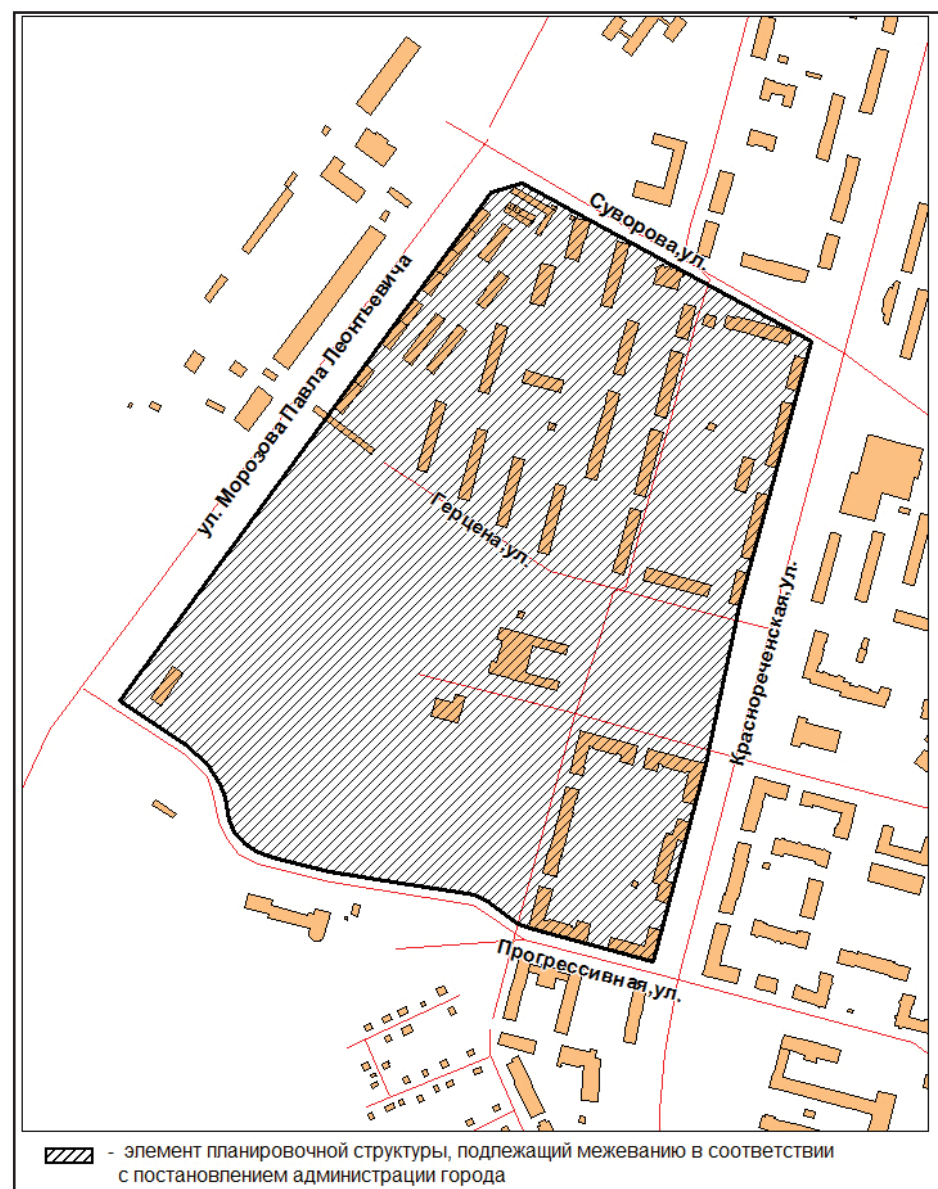 Суворова,ул.
ул. Морозова Павла Леонтьевича
Герцена,ул.
Краснореченская,ул.
Прогрессивная,ул.
- элемент планировочной структуры, подлежащий межеванию в соответствии
с постановлением администрации города